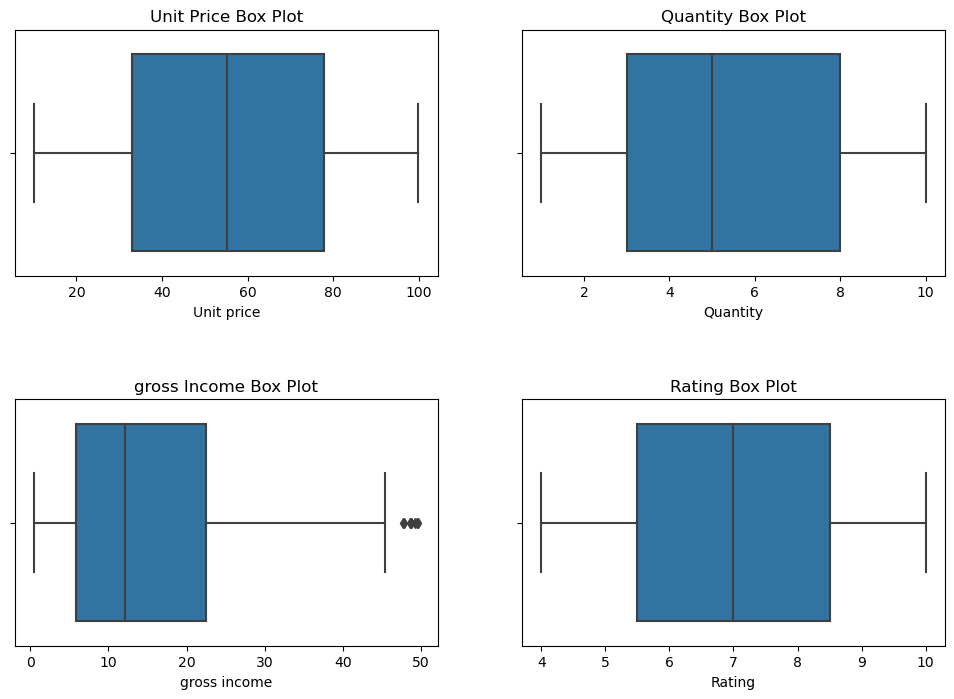 Unit Price Box Plot
20 40 60 80 100
Unit price
Quantity Box Plot
2 4 6 8 10
Quantity
gross Income Box Plot
0 10 20 30 40 50
gross income
Rating Box Plot
4 5 6 7 8 9 10
Rating